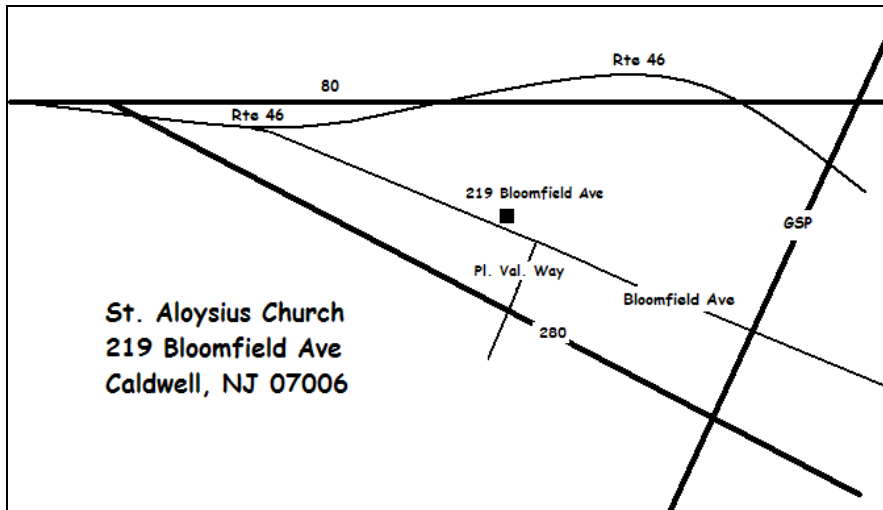 Rte 46
80
Rte 46
219 Bloomfield Ave
GSP
Pl. Val. Way
Bloomfield Ave
280
St. Aloysius Church
219 Bloomfield Ave
Caldwell, NJ 07006